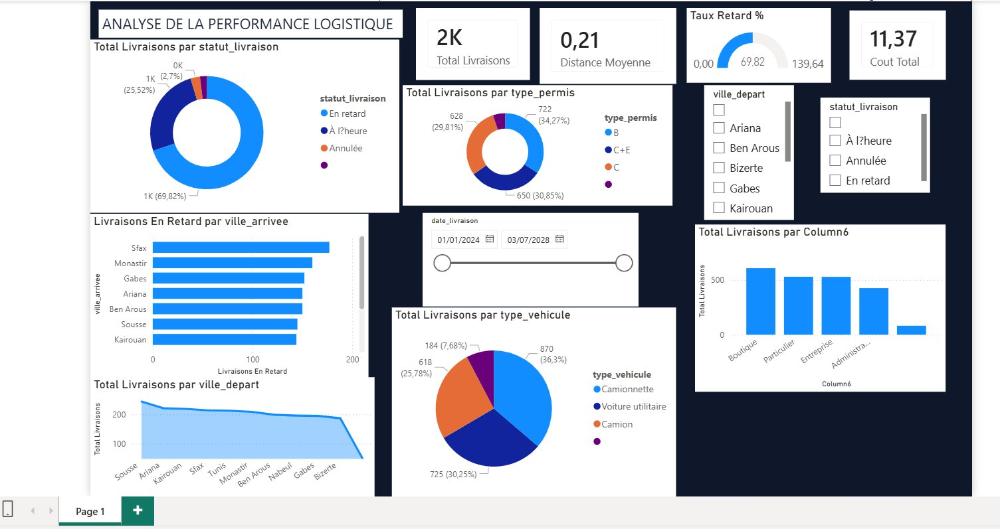 ANALYSE DE LA PERFORMANCE LOGISTIQUE
2K
Total Livraisons
0,21
Distance Moyenne
Taux Retard %
0,00
69,82
139,64
11,37
Cout Total
Total Livraisons par statut_livraison
0K
(2,7%)
1K
(25,52%)
1K (69,82%)
statut_livraison
En retard
À l?heure
Annulée
Total Livraisons par type_permis
722
(34,27%)
628
(29,81%)
650 (30,85%)
type_permis
B
C+E
C
ville_depart
Ariana
Ben Arous
Bizerte
Gabes
Kairouan
statut_livraison
À l?heure
Annulée
En retard
Livraisons En Retard par ville_arrivee
ville_arrivee
Sfax
Monastir
Gabes
Ariana
Ben Arous
Sousse
Kairouan
0
100
200
Livraisons En Retard
date_livraison
01/01/2024
03/07/2028
Total Livraisons par Column6
Total Livraisons
500
0
Boutique
Particulier
Entreprise
Administra...
Column6
Total Livraisons par type_vehicule
184 (7,68%)
870
(36,3%)
618
(25,78%)
725 (30,25%)
type_vehicule
Camionnette
Voiture utilitaire
Camion
Total Livraisons par ville_depart
Total Livraisons
200
100
Sousse
Ariana
Kairouan
Sfax
Tunis
Monastir
Ben Arous
Nabeul
Gabes
Bizerte
Page 1